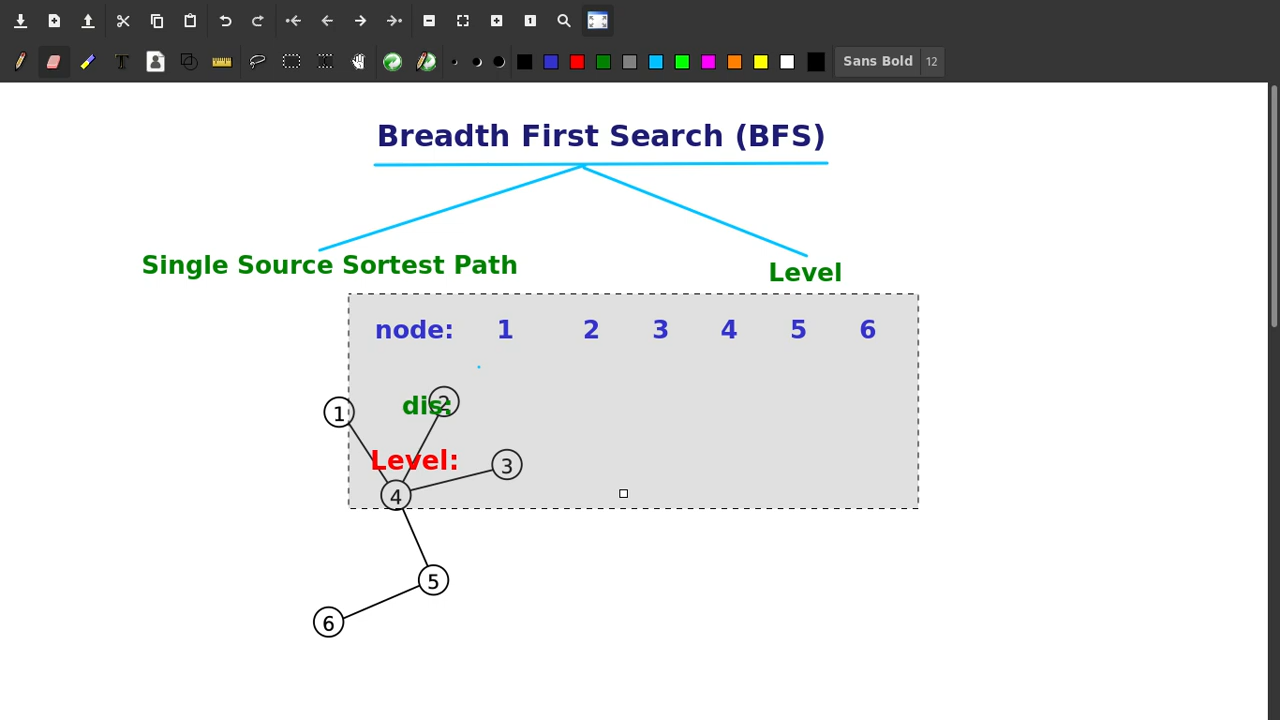 T
1
Sans Bold 12
Breadth First Search (BFS)
Single Source Sortest Path
Level
node: 1 2 3 4 5 6
dis:
Level:
1
2
3
4
5
6